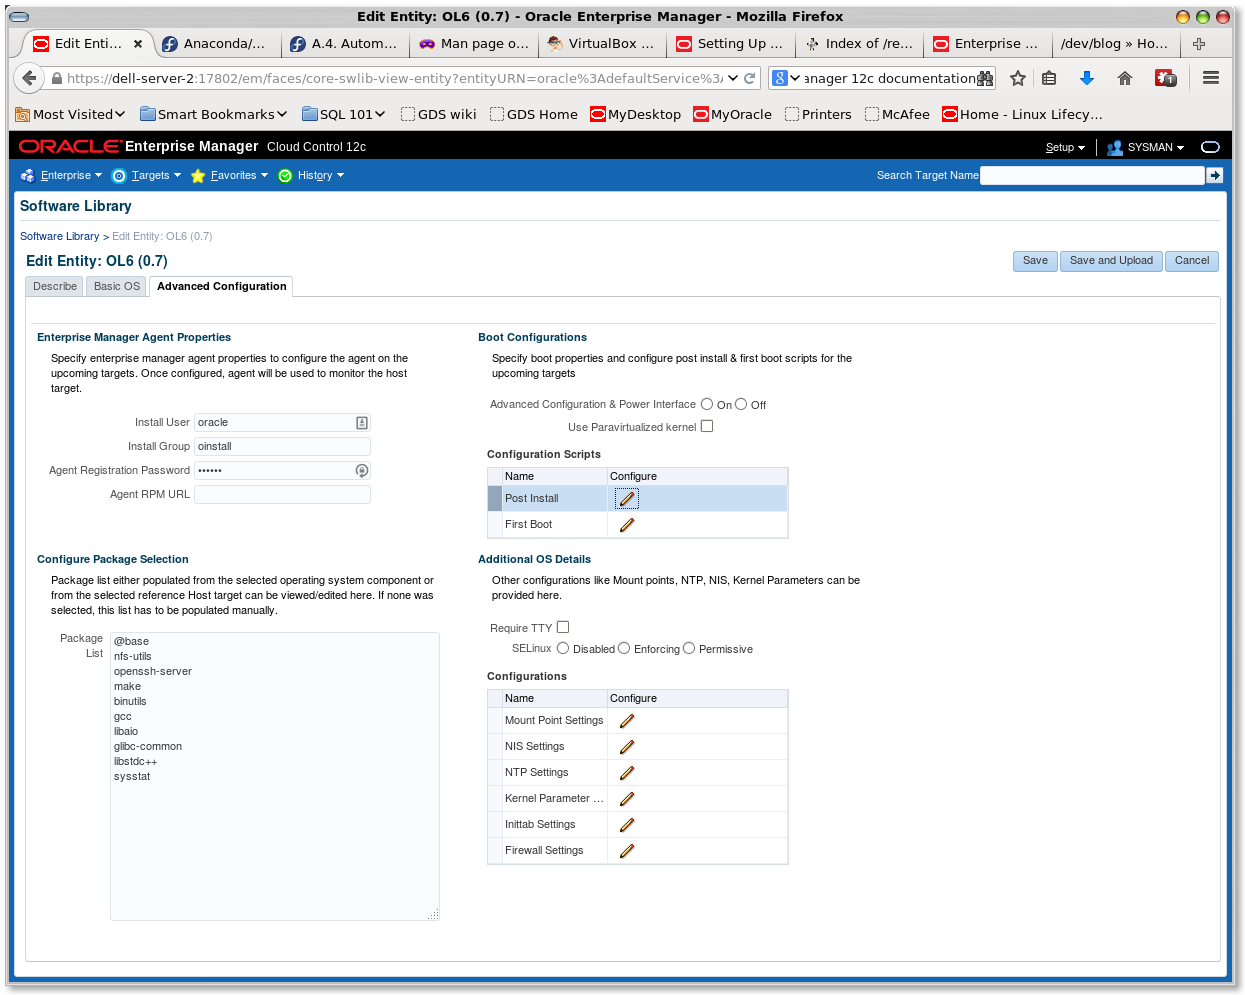 Edit Entity: OL6 (0.7) - Oracle Enterprise Manager - Mozilla Firefox
Edit Enti... Anaconda/... A.4. Autom... Man page o... VirtualBox ... Setting Up ... Index of /re... Enterprise ... /dev/blog » Ho...
https://dell-server-2:17802/em/faces/core-swlib-view-entity?entityURN=oracle%3AdefaultService%3/ anager 12c documentation
Most Visited Smart Bookmarks SQL 101 GDS wiki GDS Home MyDesktop MyOracle Printers McAfee Home - Linux Lifecy...
ORACLE Enterprise Manager Cloud Control 12c Setup SYSMAN
Enterprise Targets Favorites History Search Target Name
Software Library
Software Library > Edit Entity: OL6 (0.7)
Edit Entity: OL6 (0.7) Save Save and Upload Cancel
Describe Basic OS Advanced Configuration
Enterprise Manager Agent Properties
Specify enterprise manager agent properties to configure the agent on the
upcoming targets. Once configured, agent will be used to monitor the host
target.
Install User oracle
Install Group oinstall
Agent Registration Password ••••••
Agent RPM URL
Boot Configurations
Specify boot properties and configure post install & first boot scripts for the
upcoming targets
Advanced Configuration & Power Interface On Off
Use Paravirtualized kernel
Configuration Scripts
Name Configure
Post Install
First Boot
Configure Package Selection
Package list either populated from the selected operating system component or
from the selected reference Host target can be viewed/edited here. If none was
selected, this list has to be populated manually.
Package
List
@base
nfs-utils
openssh-server
make
binutils
gcc
libaio
glibc-common
libstdc++
sysstat
Additional OS Details
Other configurations like Mount points, NTP, NIS, Kernel Parameters can be
provided here.
Require TTY
SELinux Disabled Enforcing Permissive
Configurations
Name Configure
Mount Point Settings
NIS Settings
NTP Settings
Kernel Parameter ...
Inittab Settings
Firewall Settings